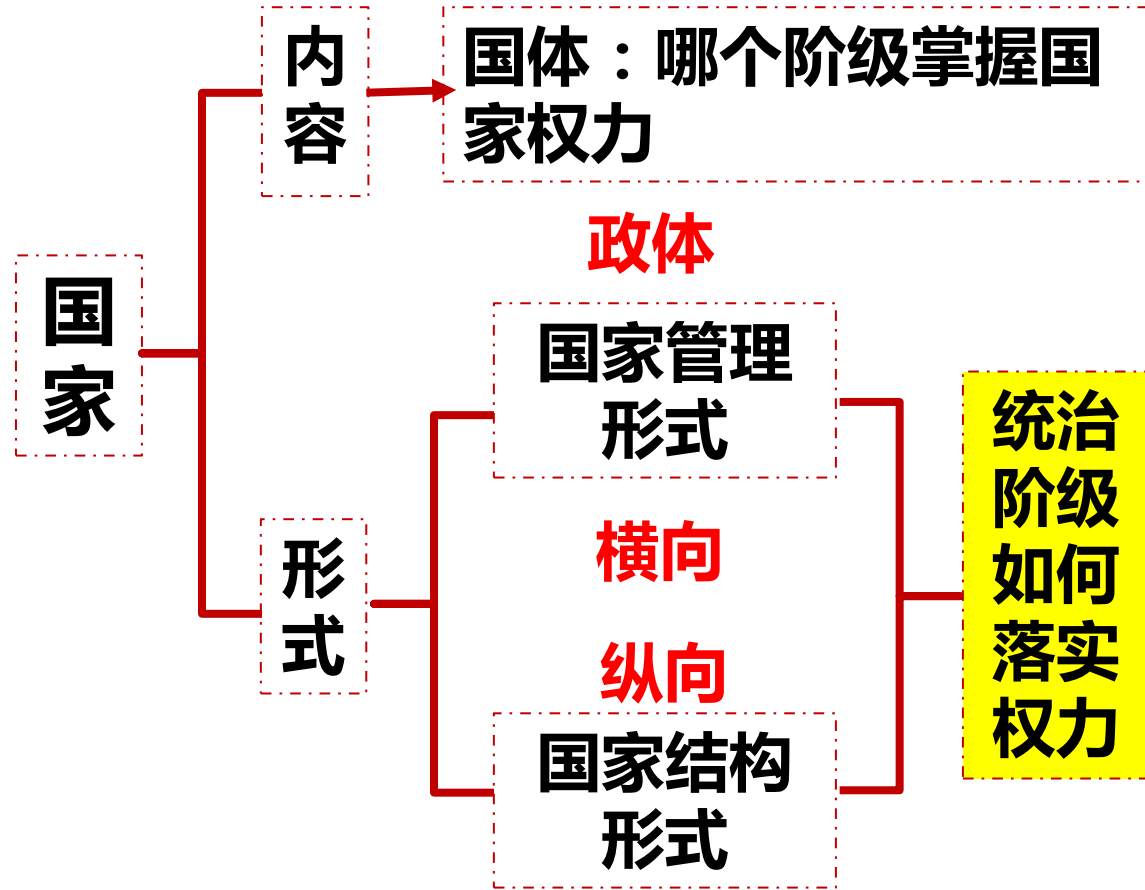 国
家
内
容
国体：哪个阶级掌握国
家权力
形
式
政体
国家管理
形式
横向
纵向
国家结构
形式
统治
阶级
如何
落实
权力